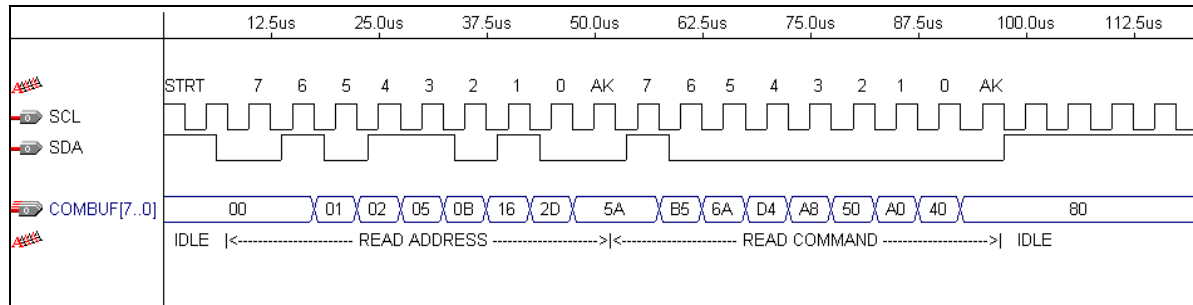 12.5us 25.0us 37.5us 50.0us 62.5us 75.0us 87.5us 100.0us 112.5us
STRT 7 6 5 4 3 2 1 0 AK 7 6 5 4 3 2 1 0 AK
SCL
SDA
COMBUF[7..0] 00 01 02 05 0B 16 2D 5A B5 6A D4 A8 50 A0 40 80
IDLE |<--------------------- READ ADDRESS ------------------->|<----------------------- READ COMMAND ------------------->| IDLE